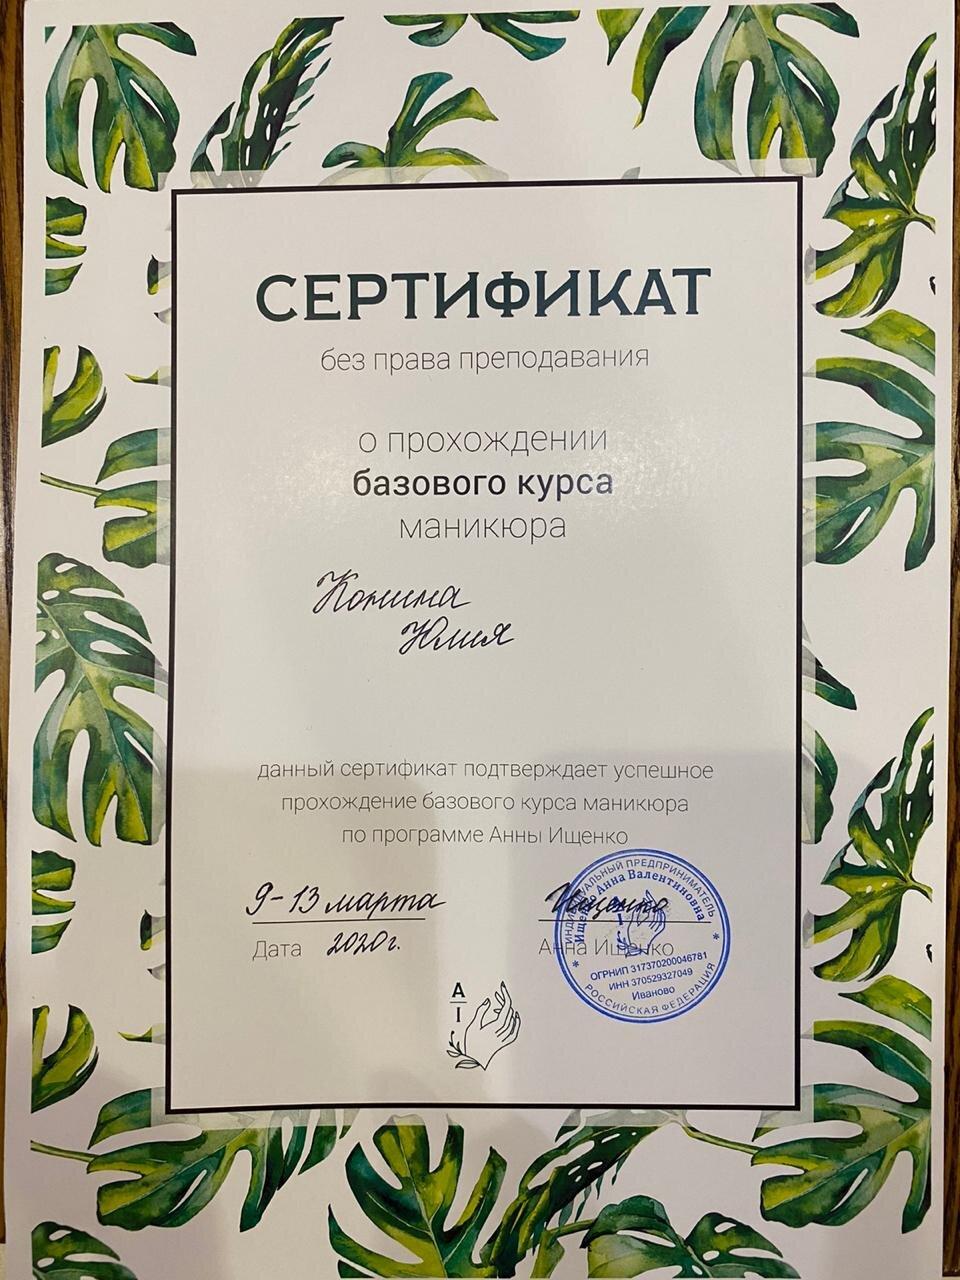 СЕРТИФИКАТ
без права преподавания
о прохождении
базового курса
маникюра
Конина
Юлия
данный сертификат подтверждает успешное
прохождение базового курса маникюра
по программе Анны Ищенко
9-13 марта
Ищенко
Дата 2020г.
Анна Ищенко
ИНДИВИДУАЛЬНЫЙ ПРЕДПРИНИМАТЕЛЬ
Ищенко Анна Валентиновна
ОГРНИП 317370200046781
ИНН 370529327049
Иваново
* РОССИЙСКАЯ ФЕДЕРАЦИЯ *
A
I